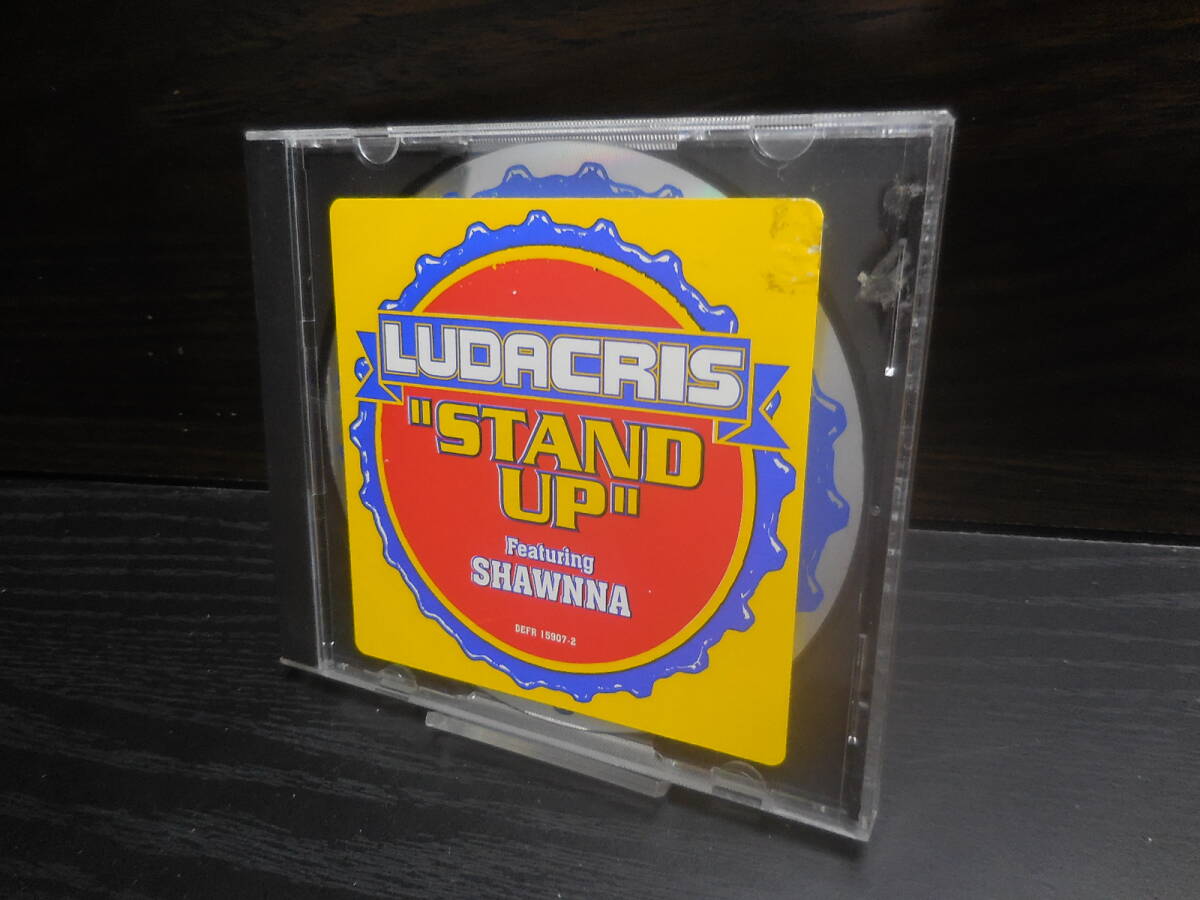 LUDACRIS
"STAND
UP"
Featuring
SHAWNNA
DEFR 15907-2